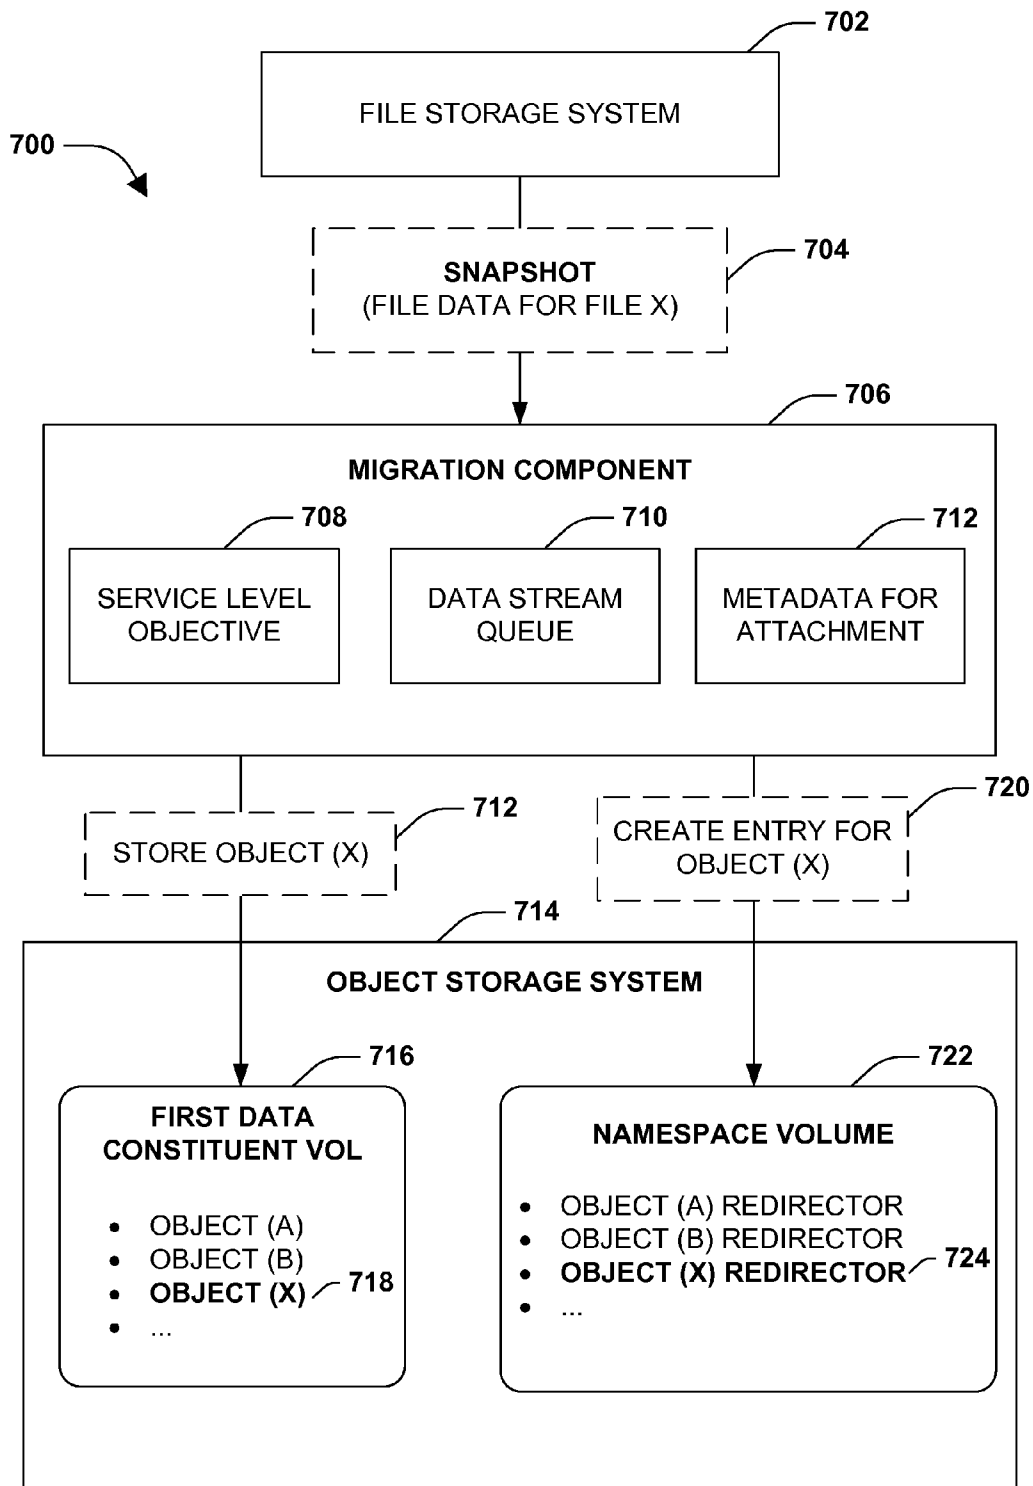 702
FILE STORAGE SYSTEM
700
704
SNAPSHOT
(FILE DATA FOR FILE X)
706
MIGRATION COMPONENT
708
710
712
SERVICE LEVEL
OBJECTIVE
DATA STREAM
QUEUE
METADATA FOR
ATTACHMENT
712
STORE OBJECT (X)
720
CREATE ENTRY FOR
OBJECT (X)
714
OBJECT STORAGE SYSTEM
716
FIRST DATA
CONSTITUENT VOL
• OBJECT (A)
• OBJECT (B)
• OBJECT (X) 718
• ...
722
NAMESPACE VOLUME
• OBJECT (A) REDIRECTOR
• OBJECT (B) REDIRECTOR
• OBJECT (X) REDIRECTOR 724
• ...